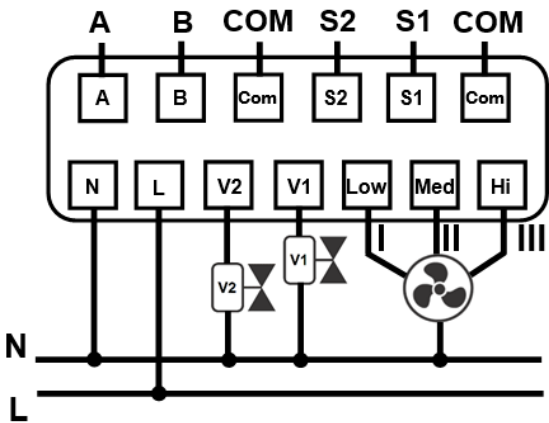 A B COM S2 S1 COM
A B Com S2 S1 Com
N L V2 V1 Low Med Hi
I II III
V1
V2
N
L